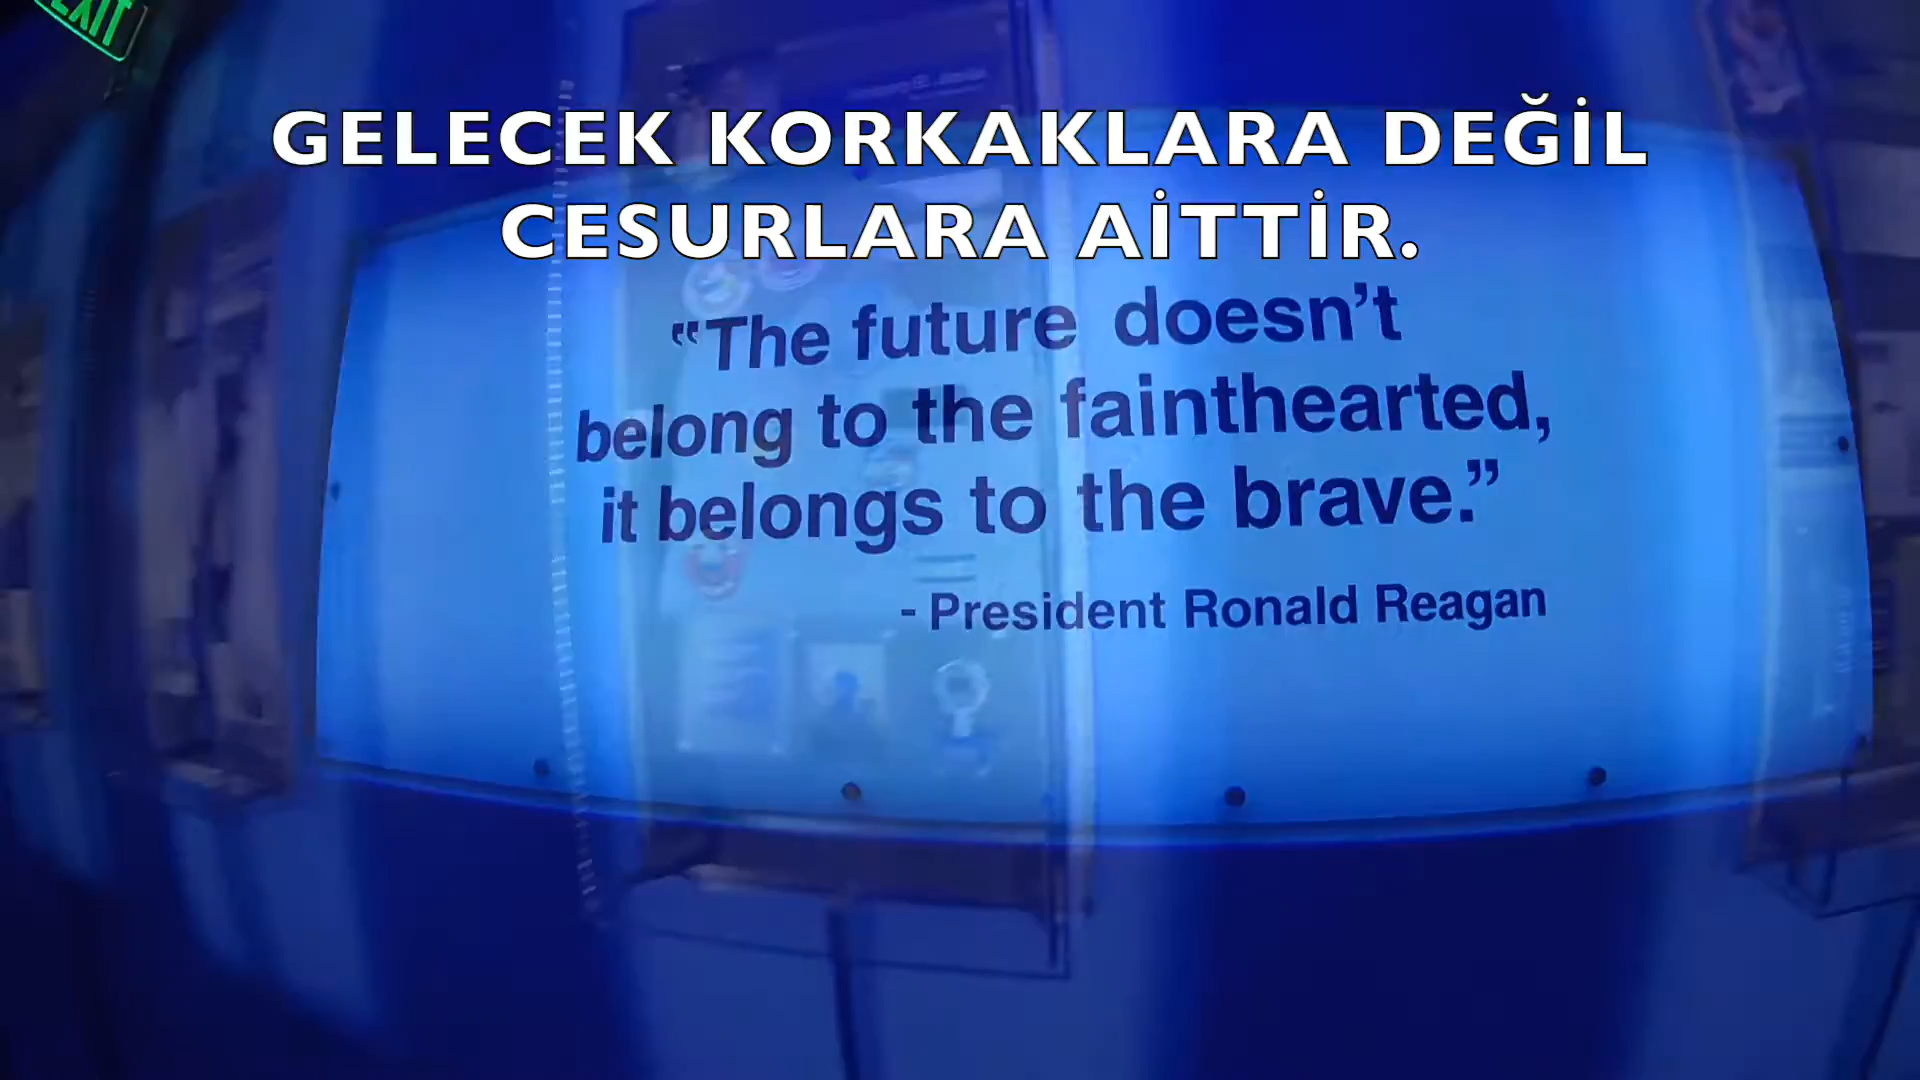 EXIT
GELECEK KORKAKLARA DEĞİL
CESURLARA AİTTİR.
“The future doesn’t
belong to the fainthearted,
it belongs to the brave.”
- President Ronald Reagan